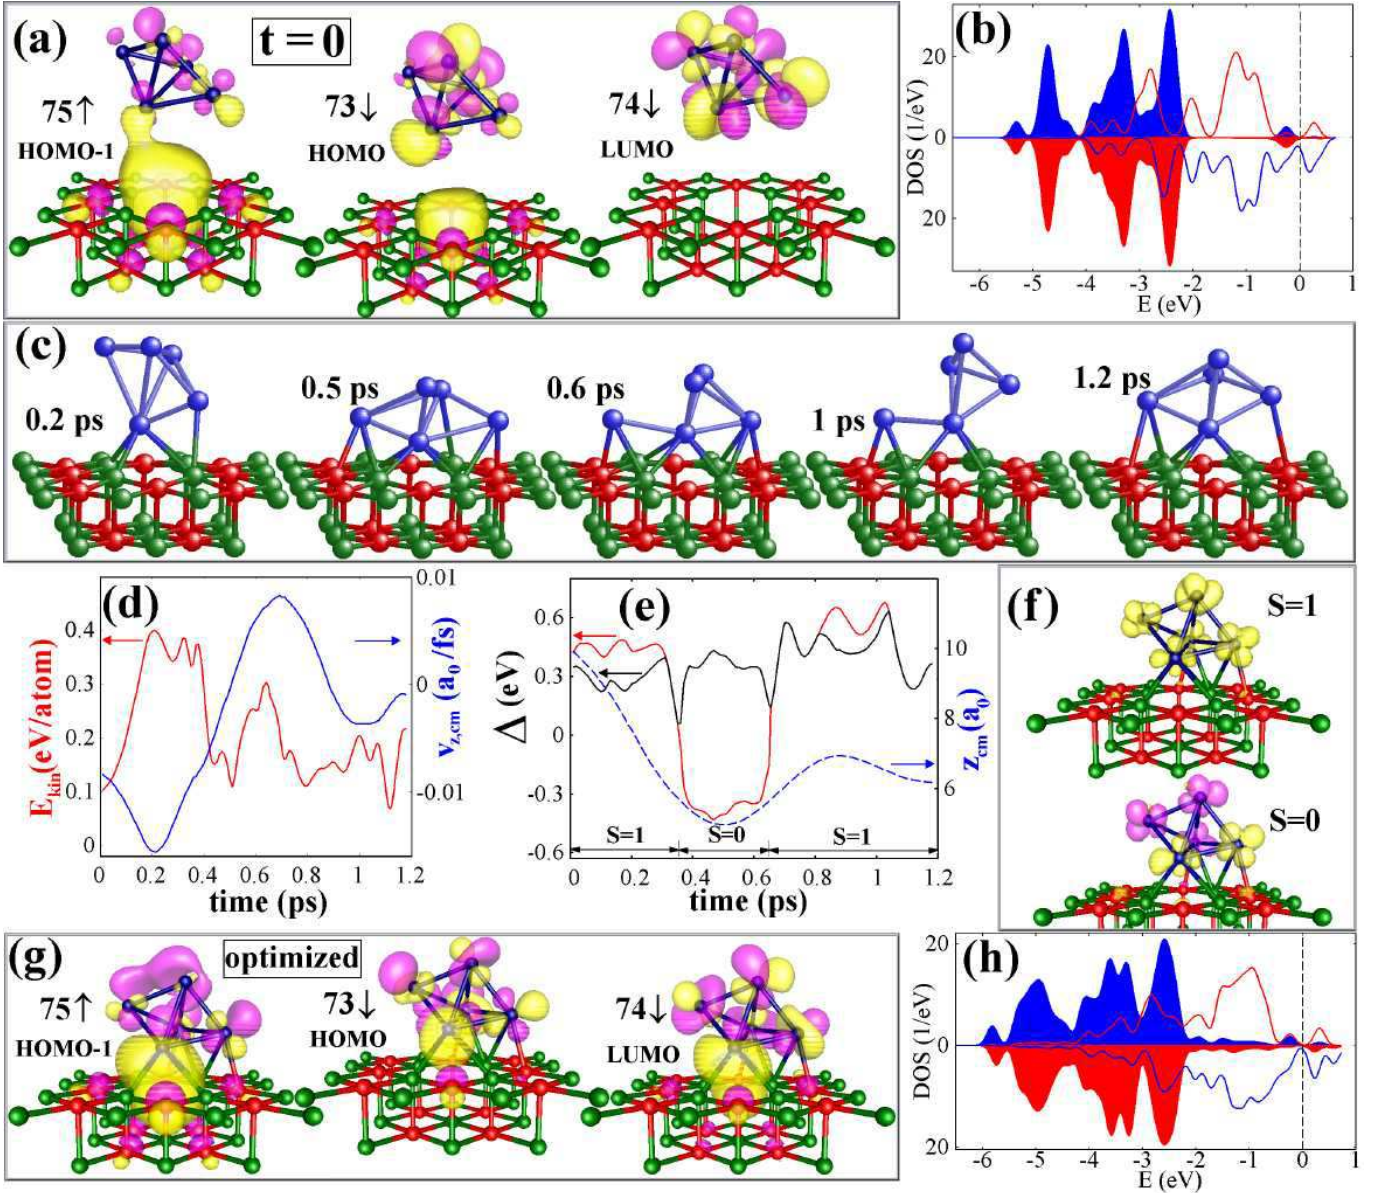 (a)
t = 0
75↑
HOMO-1
73↓
HOMO
74↓
LUMO
(b)
DOS (1/eV)
20
0
20
-6 -5 -4 -3 -2 -1 0 1
E (eV)
(c)
0.2 ps
0.5 ps
0.6 ps
1 ps
1.2 ps
(d)
E_kin (eV/atom)
0.4
0.3
0.2
0.1
0
0.01
0
-0.01
v_z,cm (a_0/fs)
0 0.2 0.4 0.6 0.8 1 1.2
time (ps)
(e)
Δ (eV)
0.6
0.3
0
-0.3
-0.6
10
8
6
z_cm (a_0)
S=1 S=0 S=1
0 0.2 0.4 0.6 0.8 1 1.2
time (ps)
(f)
S=1
S=0
(g)
optimized
75↑
HOMO-1
73↓
HOMO
74↓
LUMO
(h)
DOS (1/eV)
20
0
20
-6 -5 -4 -3 -2 -1 0 1
E (eV)